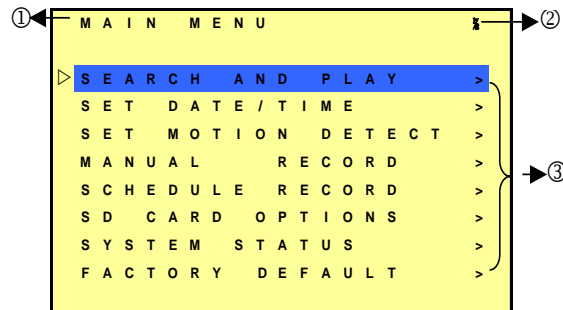 ① MAIN MENU ②
▷ SEARCH AND PLAY >
SET DATE/TIME >
SET MOTION DETECT >
MANUAL RECORD >
③
SCHEDULE RECORD >
SD CARD OPTIONS >
SYSTEM STATUS >
FACTORY DEFAULT >